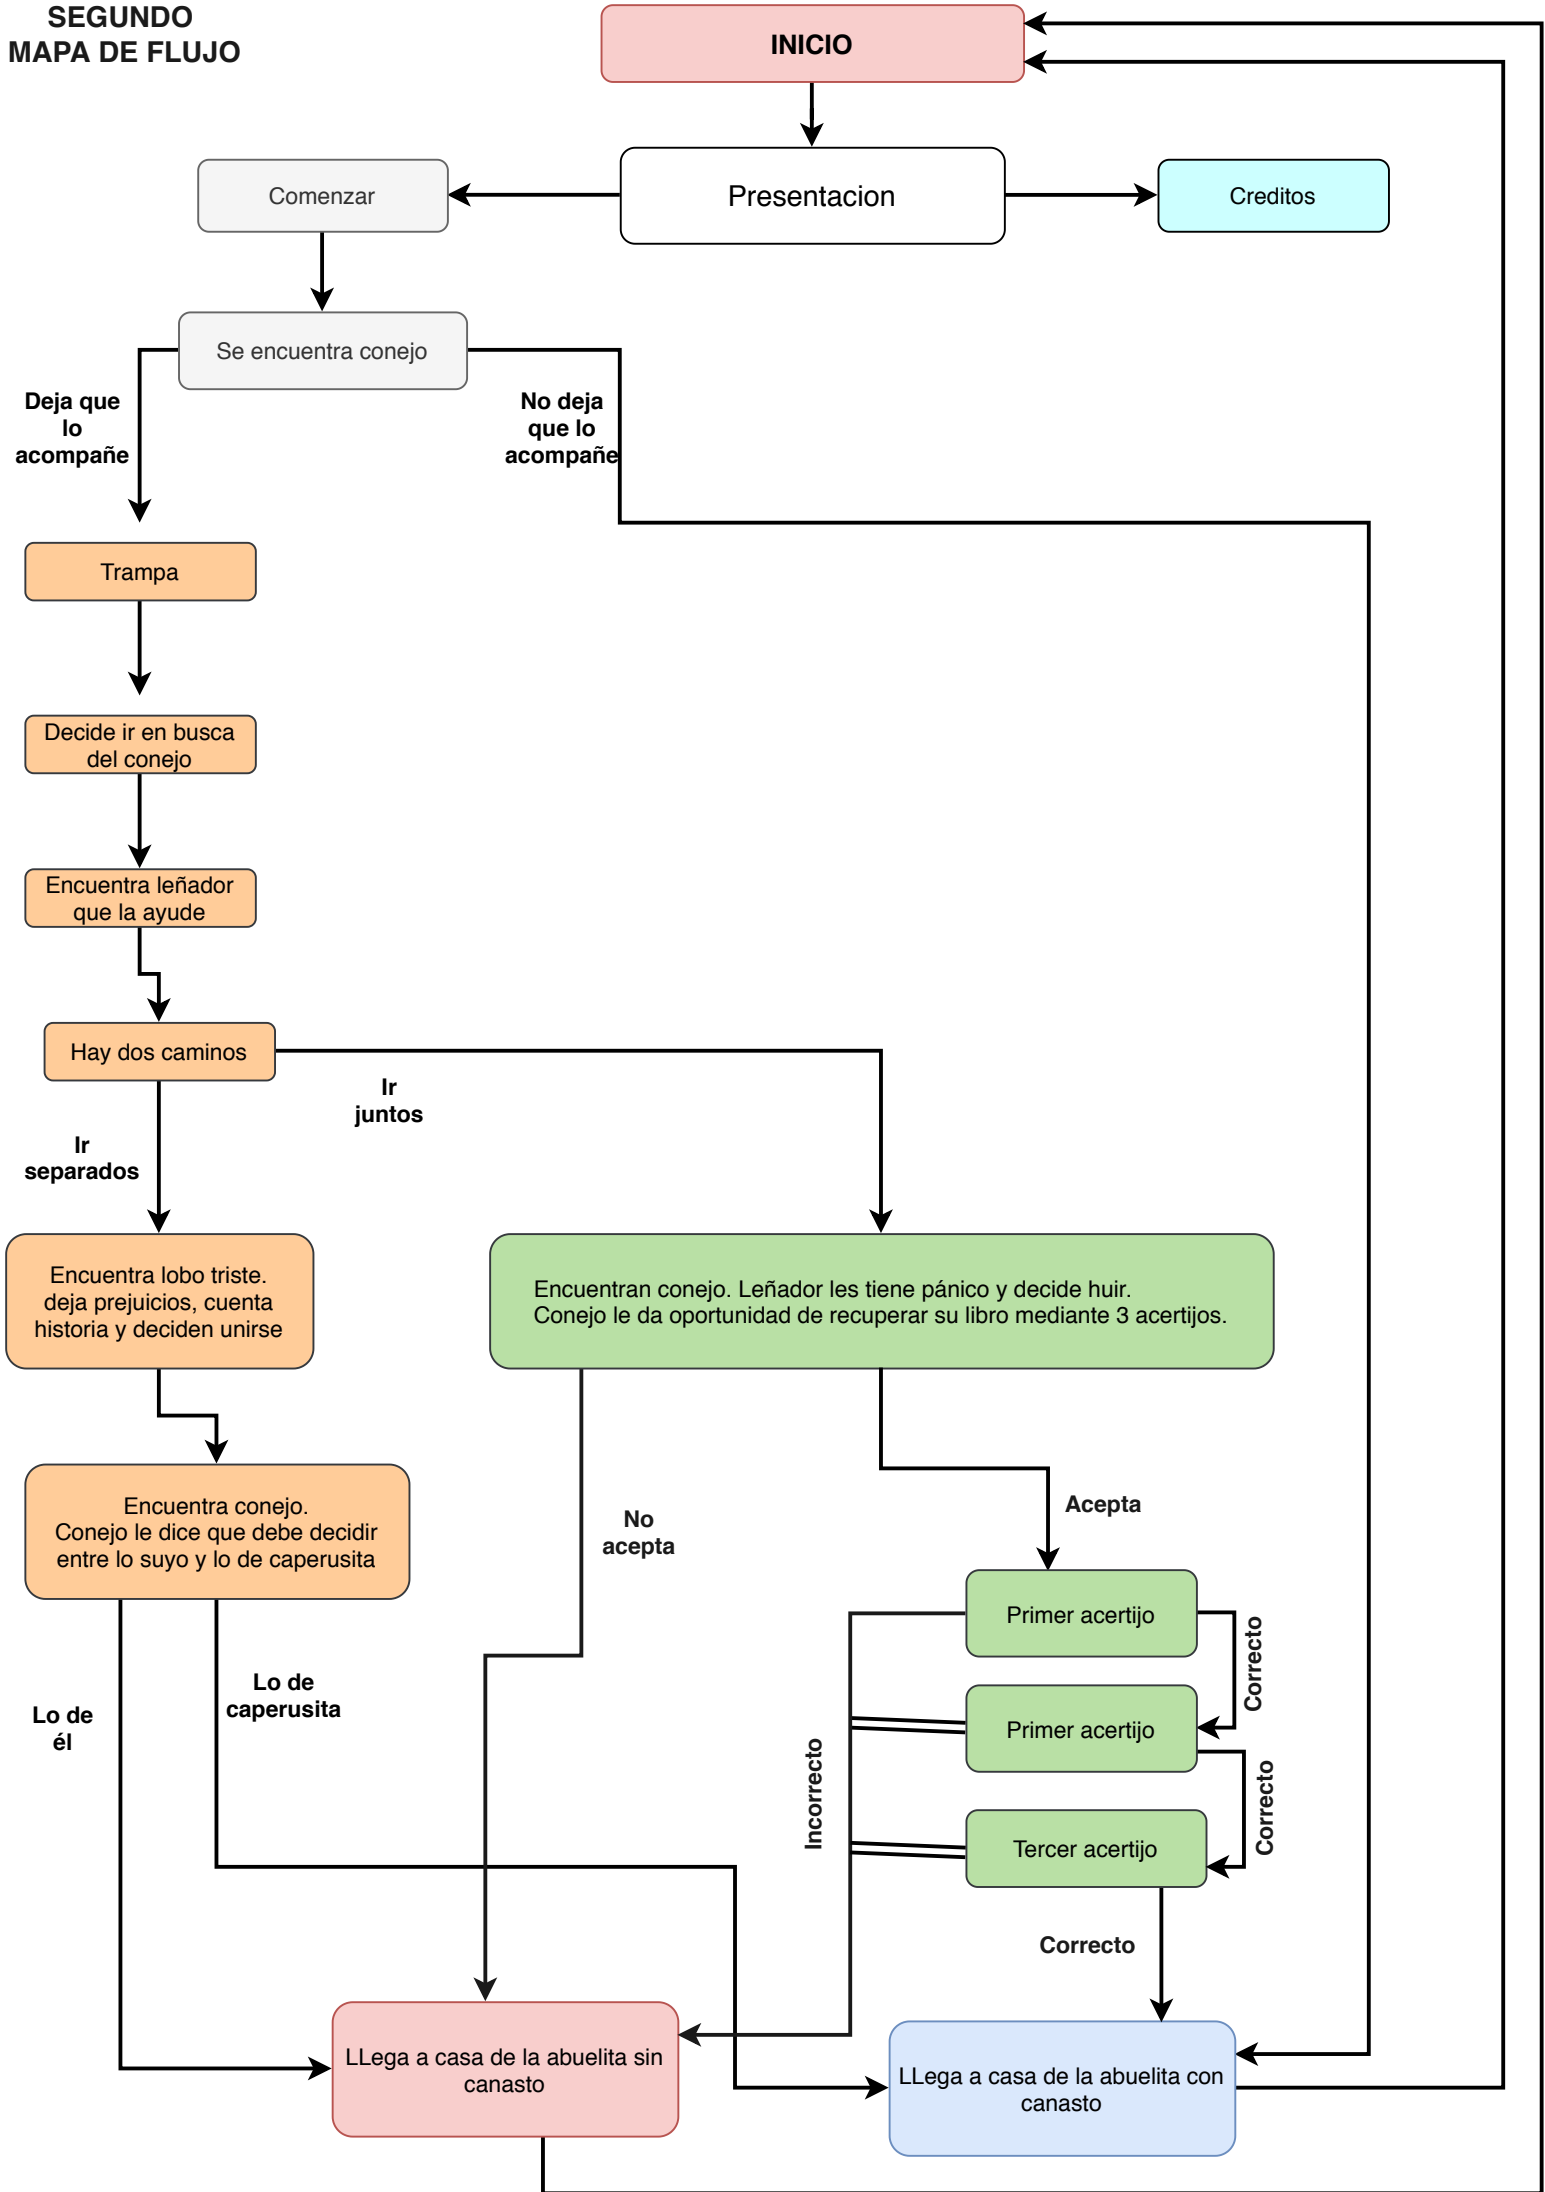 SEGUNDO
MAPA DE FLUJO
INICIO
Comenzar
Presentacion
Creditos
Se encuentra conejo
Deja que
lo
acompañe
No deja
que lo
acompañe
Trampa
Decide ir en busca
del conejo
Encuentra leñador
que la ayude
Hay dos caminos
Ir
juntos
Ir
separados
Encuentra lobo triste.
deja prejuicios, cuenta
historia y deciden unirse
Encuentran conejo. Leñador les tiene pánico y decide huir.
Conejo le da oportunidad de recuperar su libro mediante 3 acertijos.
Encuentra conejo.
Conejo le dice que debe decidir
entre lo suyo y lo de caperusita
No
acepta
Acepta
Primer acertijo
Correcto
Lo de
caperusita
Lo de
él
Primer acertijo
Incorrecto
Correcto
Tercer acertijo
Correcto
LLega a casa de la abuelita sin
canasto
LLega a casa de la abuelita con
canasto